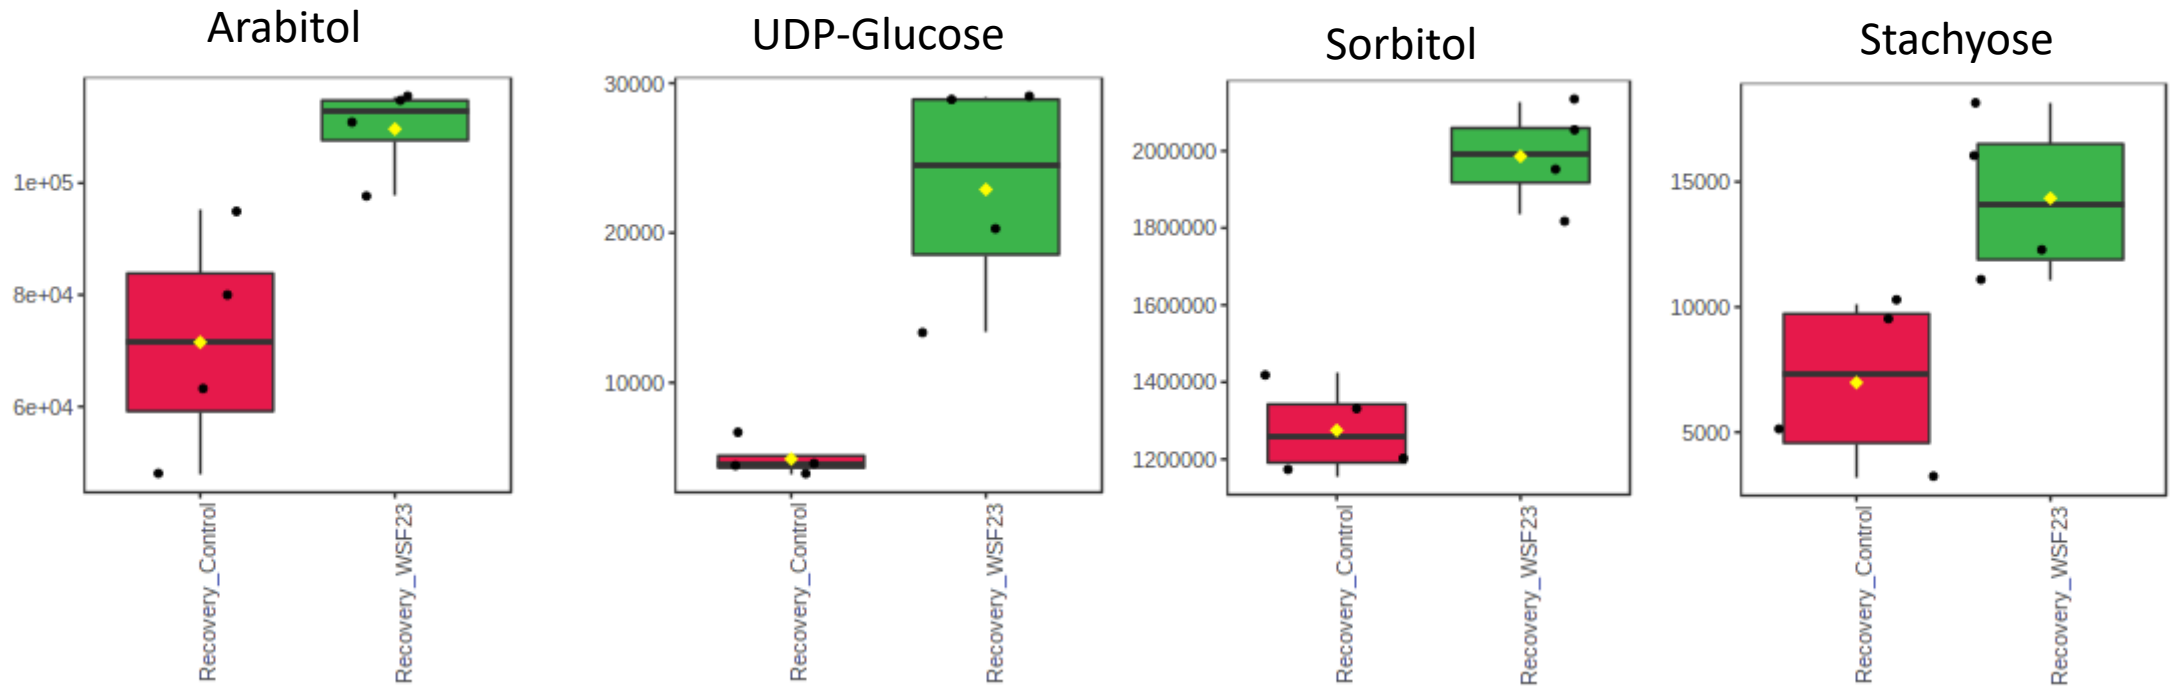 Arabitol
1e+05
8e+04
6e+04
Recovery_Control
Recovery_WSF23
UDP-Glucose
30000
20000
10000
Recovery_Control
Recovery_WSF23
Sorbitol
2000000
1800000
1600000
1400000
1200000
Recovery_Control
Recovery_WSF23
Stachyose
15000
10000
5000
Recovery_Control
Recovery_WSF23